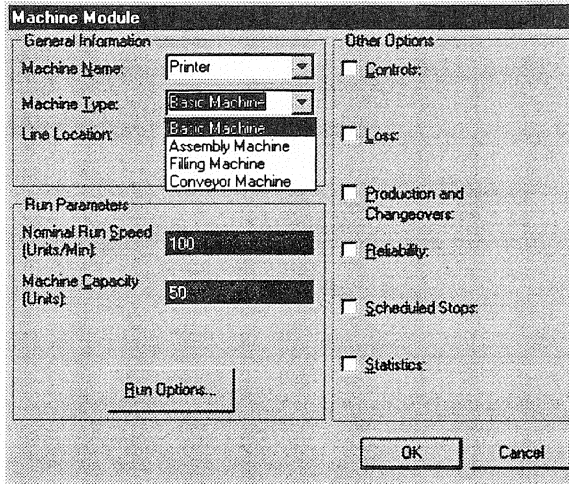 Machine Module
General Information
Machine Name:
Printer
Machine Type:
Basic Machine
Line Location:
Basic Machine
Assembly Machine
Filling Machine
Conveyor Machine
Run Parameters
Nominal Run Speed
(Units/Min):
100
Machine Capacity
(Units):
50
Run Options...
Other Options
Controls:
Loss:
Production and
Changeovers:
Reliability:
Scheduled Stops:
Statistics:
OK
Cancel